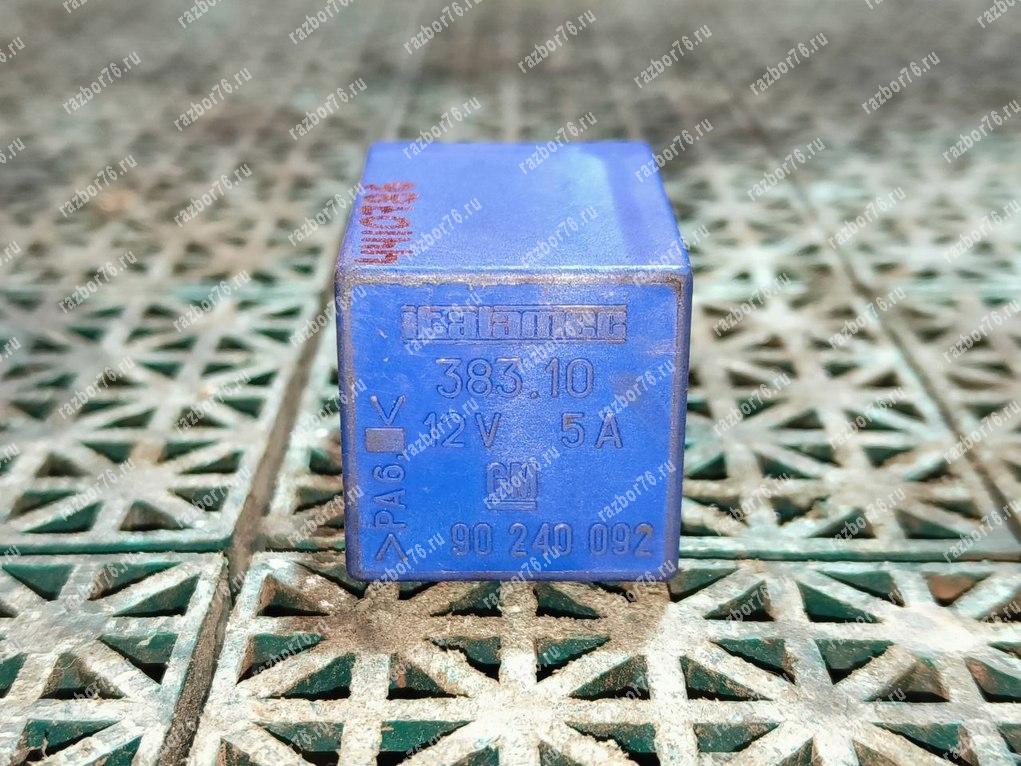 italamec
383.10
12V 5A
GM
90 240 092
>PA6.<
razbor76.ru